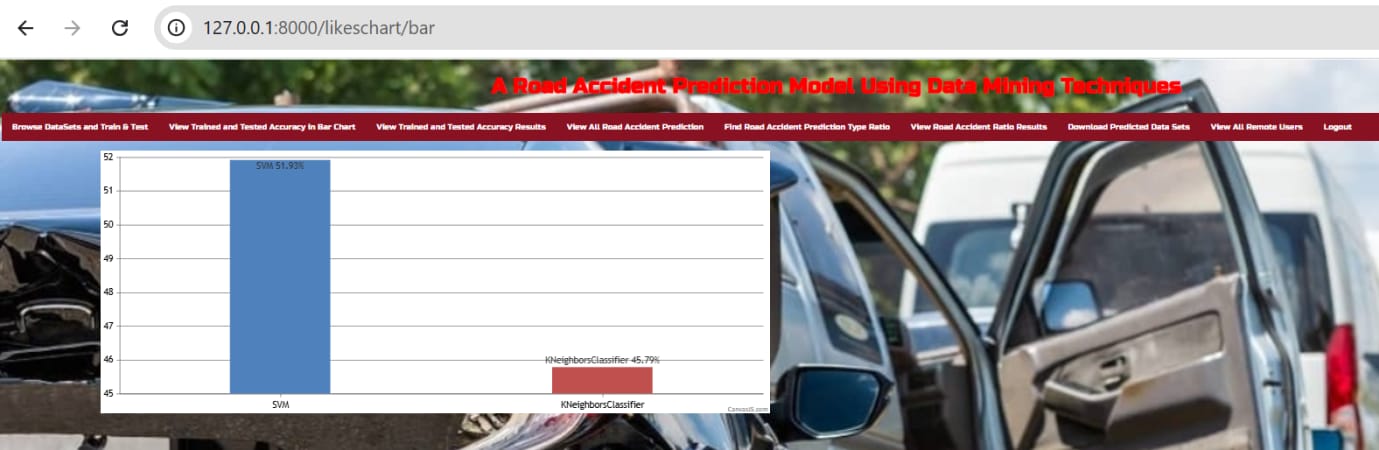 127.0.0.1:8000/likeschart/bar
A Road Accident Prediction Model Using Data Mining Techniques
Browse DataSets and Train & Test View Trained and Tested Accuracy in Bar Chart View Trained and Tested Accuracy Results View All Road Accident Prediction Find Road Accident Prediction Type Ratio View Road Accident Ratio Results Download Predicted Data Sets View All Remote Users Logout
52
SVM 51.93%
51
50
49
48
47
46
KNeighborsClassifier 45.79%
45
SVM KNeighborsClassifier
CanvasJS.com